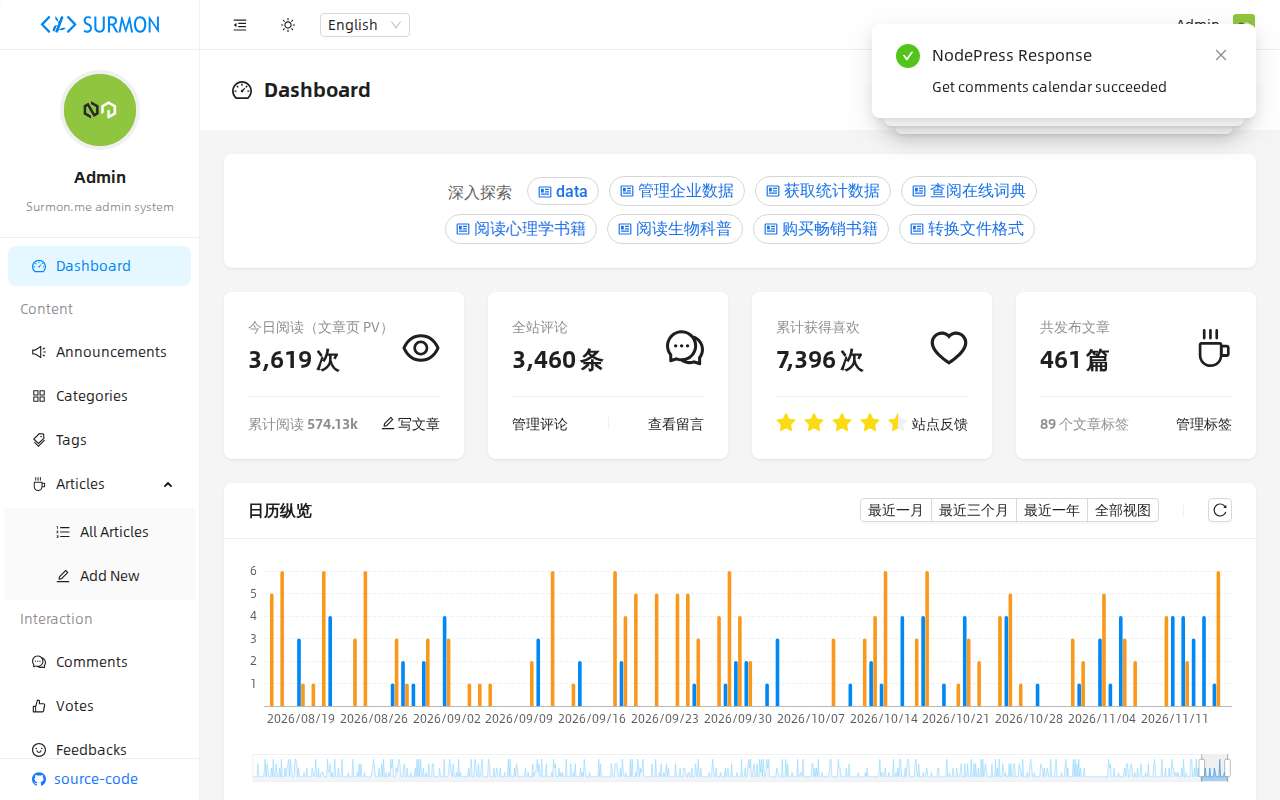 SURMON
English
Admin
NodePress Response
Get comments calendar succeeded
Dashboard
Admin
Surmon.me admin system
Dashboard
Content
Announcements
Categories
Tags
Articles
All Articles
Add New
Interaction
Comments
Votes
Feedbacks
source-code
深入探索 data 管理企业数据 获取统计数据 查阅在线词典
阅读心理学书籍 阅读生物科普 购买畅销书籍 转换文件格式
今日阅读（文章页 PV）
3,619 次
累计阅读 574.13k 写文章
全站评论
3,460 条
管理评论 查看留言
累计获得喜欢
7,396 次
站点反馈
共发布文章
461 篇
89 个文章标签 管理标签
日历纵览
最近一月 最近三个月 最近一年 全部视图
6
5
4
3
2
1
2026/08/19 2026/08/26 2026/09/02 2026/09/09 2026/09/16 2026/09/23 2026/09/30 2026/10/07 2026/10/14 2026/10/21 2026/10/28 2026/11/04 2026/11/11